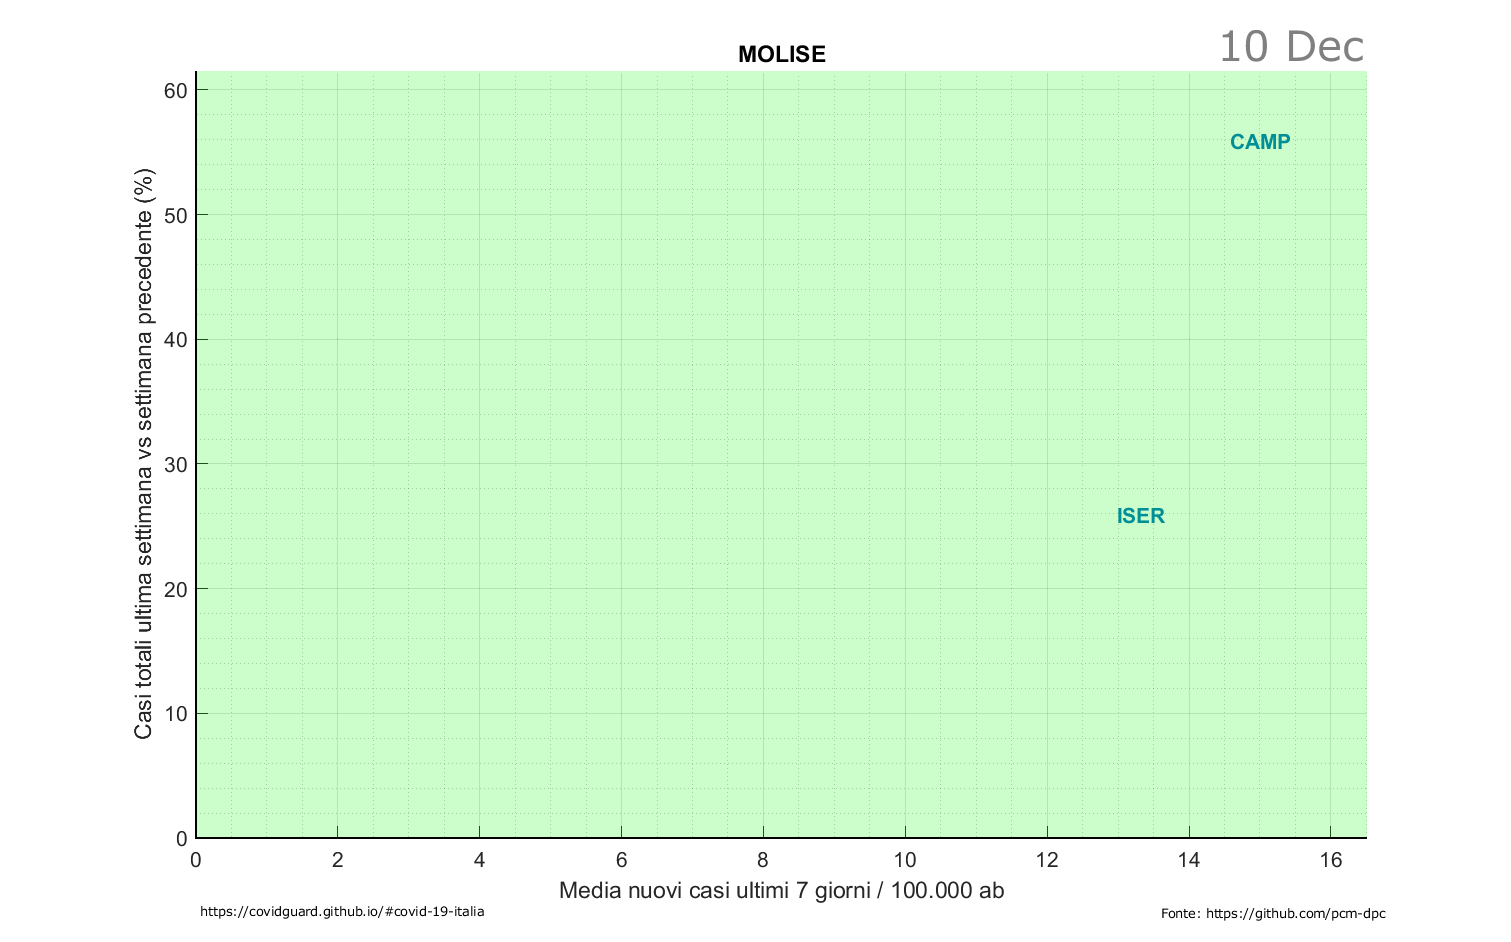 MOLISE
10 Dec
60
50
40
30
20
10
0
CAMP
ISER
Casi totali ultima settimana vs settimana precedente (%)
0 2 4 6 8 10 12 14 16
Media nuovi casi ultimi 7 giorni / 100.000 ab
https://covidguard.github.io/#covid-19-italia
Fonte: https://github.com/pcm-dpc